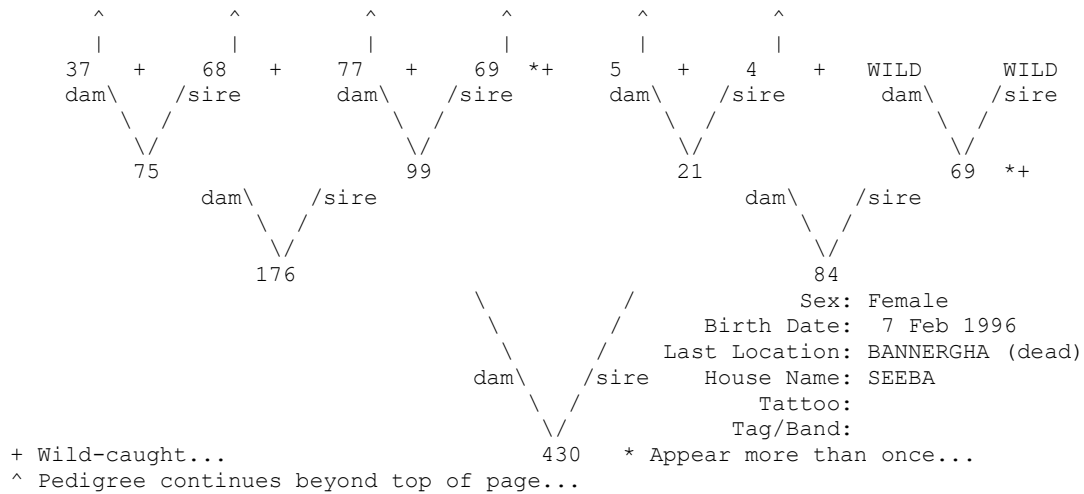 ^ ^ ^ ^ ^ ^
| | | | | |
37 + 68 + 77 + 69 *+ 5 + 4 + WILD WILD
dam\ /sire dam\ /sire dam\ /sire dam\ /sire
\ / \ / \ / \ /
\/ \/ \/ \/
75 99 21 69 *+
dam\ /sire dam\ /sire
\ / \ /
\/ \/
176 84
\ / Sex: Female
\ / Birth Date: 7 Feb 1996
\ / Last Location: BANNERGHA (dead)
dam\ /sire House Name: SEEBA
\ / Tattoo:
\/ Tag/Band:
+ Wild-caught... 430 * Appear more than once...
^ Pedigree continues beyond top of page...